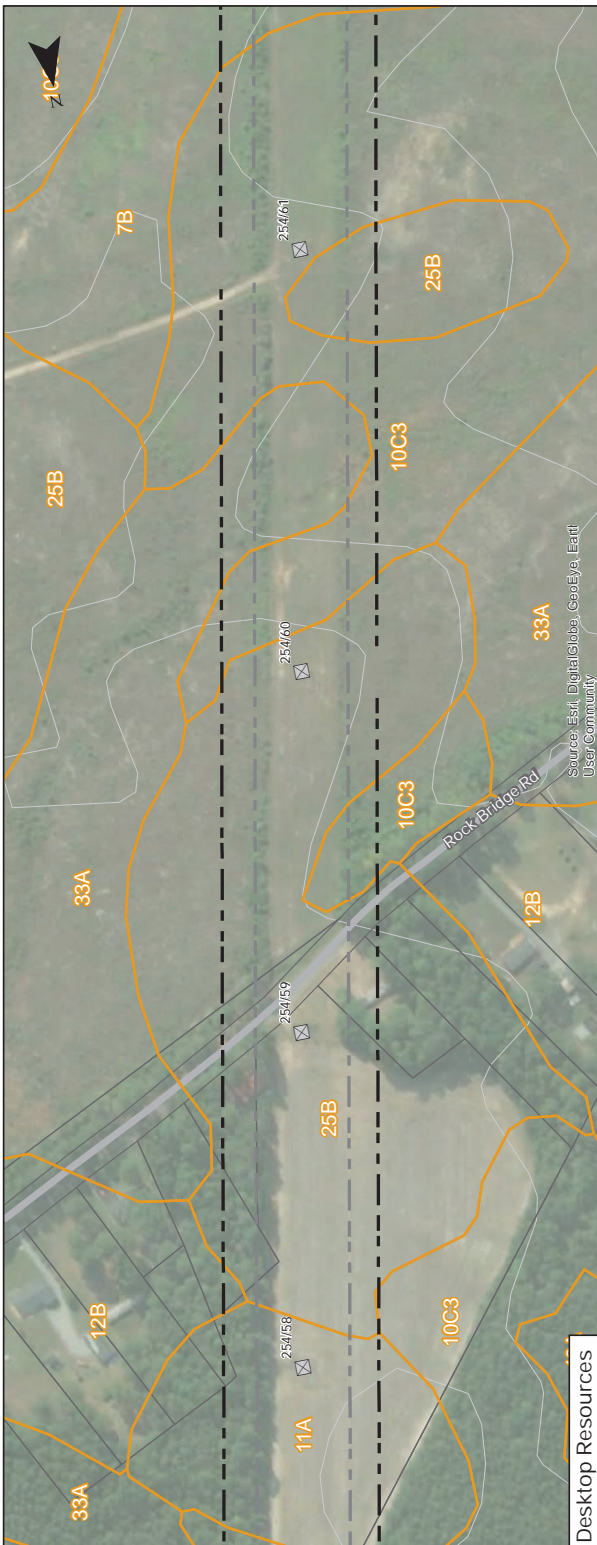 N
7B
254/61
25B
25B
10C3
254/60
33A
33A
10C3
Rock Bridge Rd
12B
254/59
25B
12B
254/58
10C3
11A
33A
Source: Esri, DigitalGlobe, GeoEye, Earth
User Community
Desktop Resources